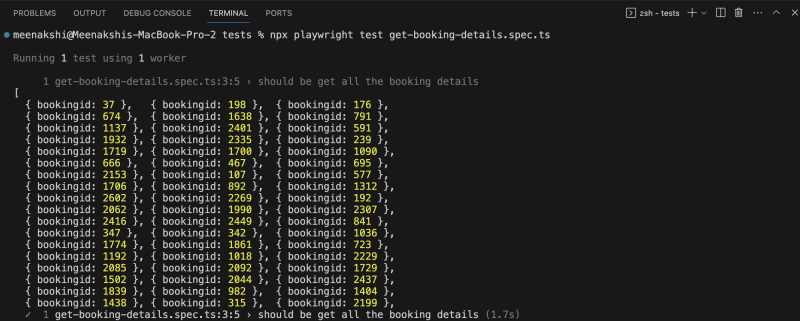 PROBLEMS OUTPUT DEBUG CONSOLE TERMINAL PORTS zsh - tests
meenakshi@Meenakshis-MacBook-Pro-2 tests % npx playwright test get-booking-details.spec.ts
Running 1 test using 1 worker
1 get-booking-details.spec.ts:3:5 › should be get all the booking details
[
{ bookingid: 37 }, { bookingid: 198 }, { bookingid: 176 },
{ bookingid: 674 }, { bookingid: 1638 }, { bookingid: 791 },
{ bookingid: 1137 }, { bookingid: 2401 }, { bookingid: 591 },
{ bookingid: 1932 }, { bookingid: 2335 }, { bookingid: 239 },
{ bookingid: 1719 }, { bookingid: 1700 }, { bookingid: 1090 },
{ bookingid: 666 }, { bookingid: 467 }, { bookingid: 695 },
{ bookingid: 2153 }, { bookingid: 107 }, { bookingid: 577 },
{ bookingid: 1706 }, { bookingid: 892 }, { bookingid: 1312 },
{ bookingid: 2602 }, { bookingid: 2269 }, { bookingid: 192 },
{ bookingid: 2062 }, { bookingid: 1990 }, { bookingid: 2307 },
{ bookingid: 2416 }, { bookingid: 2449 }, { bookingid: 841 },
{ bookingid: 347 }, { bookingid: 342 }, { bookingid: 1036 },
{ bookingid: 1774 }, { bookingid: 1861 }, { bookingid: 723 },
{ bookingid: 1192 }, { bookingid: 1018 }, { bookingid: 2229 },
{ bookingid: 2085 }, { bookingid: 2092 }, { bookingid: 1729 },
{ bookingid: 1502 }, { bookingid: 2044 }, { bookingid: 2437 },
{ bookingid: 1839 }, { bookingid: 982 }, { bookingid: 1404 },
{ bookingid: 1438 }, { bookingid: 315 }, { bookingid: 2199 },
✓ 1 get-booking-details.spec.ts:3:5 › should be get all the booking details (1.7s)